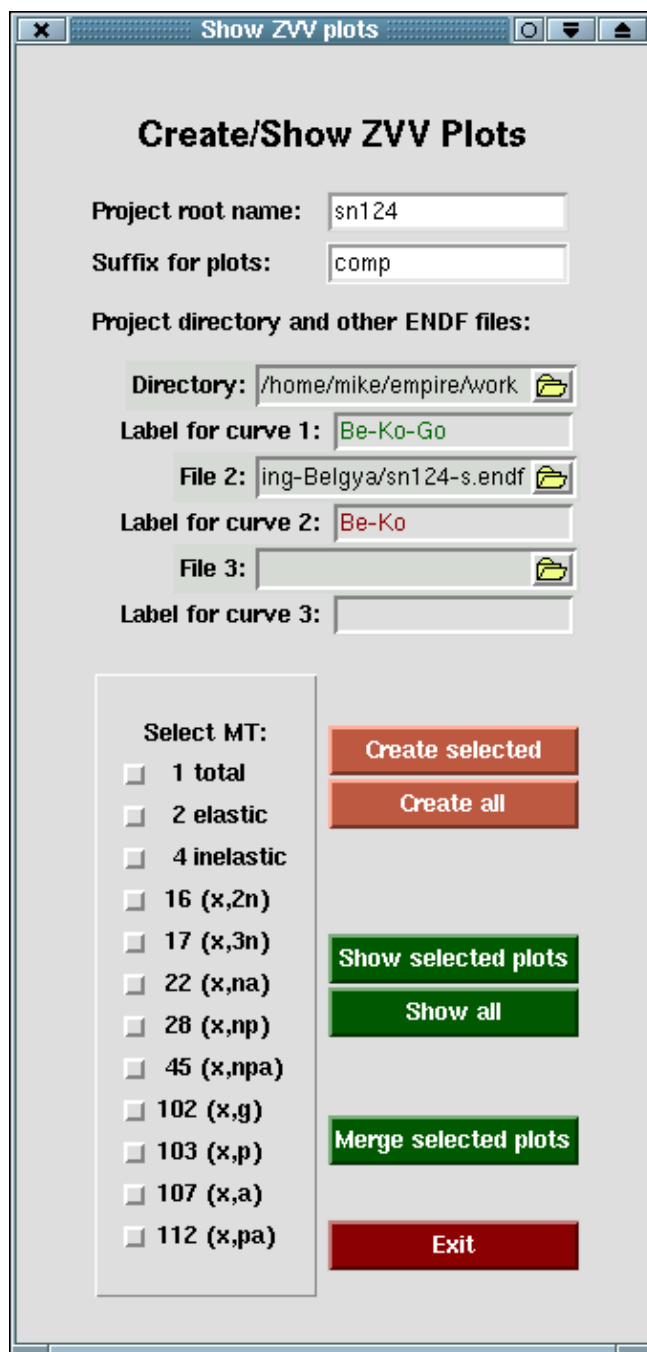 Show ZVV plots
Create/Show ZVV Plots
Project root name: sn124
Suffix for plots: comp
Project directory and other ENDF files:
Directory: /home/mike/empire/work
Label for curve 1: Be-Ko-Go
File 2: ing-Belgya/sn124-s.endf
Label for curve 2: Be-Ko
File 3:
Label for curve 3:
Select MT:
1 total
2 elastic
4 inelastic
16 (x,2n)
17 (x,3n)
22 (x,na)
28 (x,np)
45 (x,npa)
102 (x,g)
103 (x,p)
107 (x,a)
112 (x,pa)
Create selected
Create all
Show selected plots
Show all
Merge selected plots
Exit